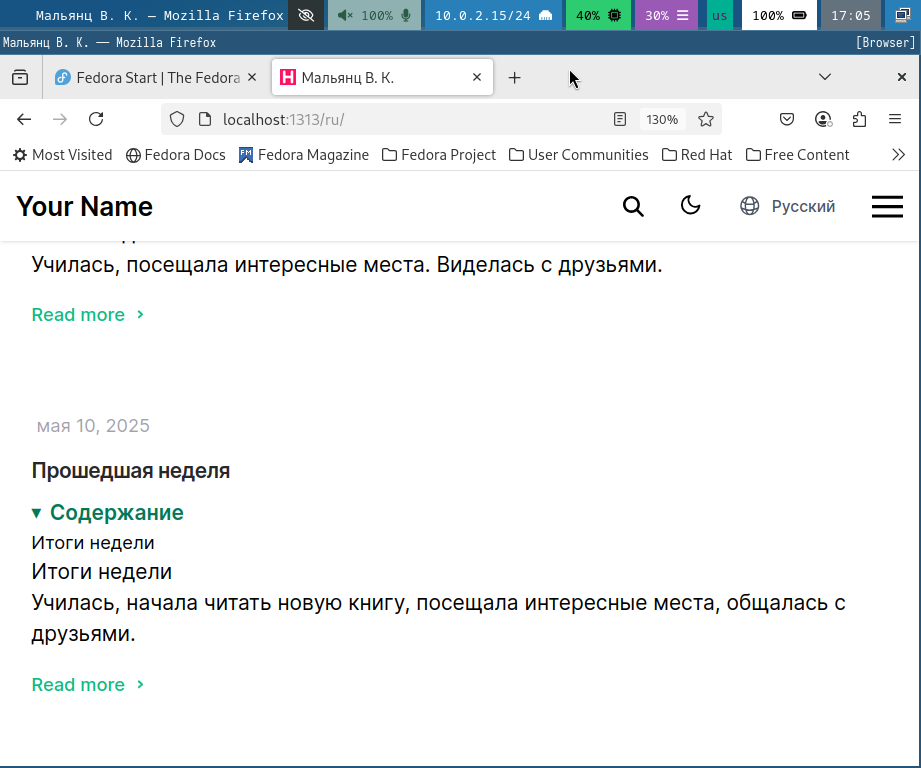 Мальянц В. К. — Mozilla Firefox 100% 10.0.2.15/24 40% 30% us 100% 17:05
Мальянц В. К. — Mozilla Firefox [Browser]
Fedora Start | The Fedora Мальянц В. К.
localhost:1313/ru/ 130%
Most Visited Fedora Docs Fedora Magazine Fedora Project User Communities Red Hat Free Content
Your Name Русский
Училась, посещала интересные места. Виделась с друзьями.
Read more
мая 10, 2025
Прошедшая неделя
Содержание
Итоги недели
Итоги недели
Училась, начала читать новую книгу, посещала интересные места, общалась с
друзьями.
Read more